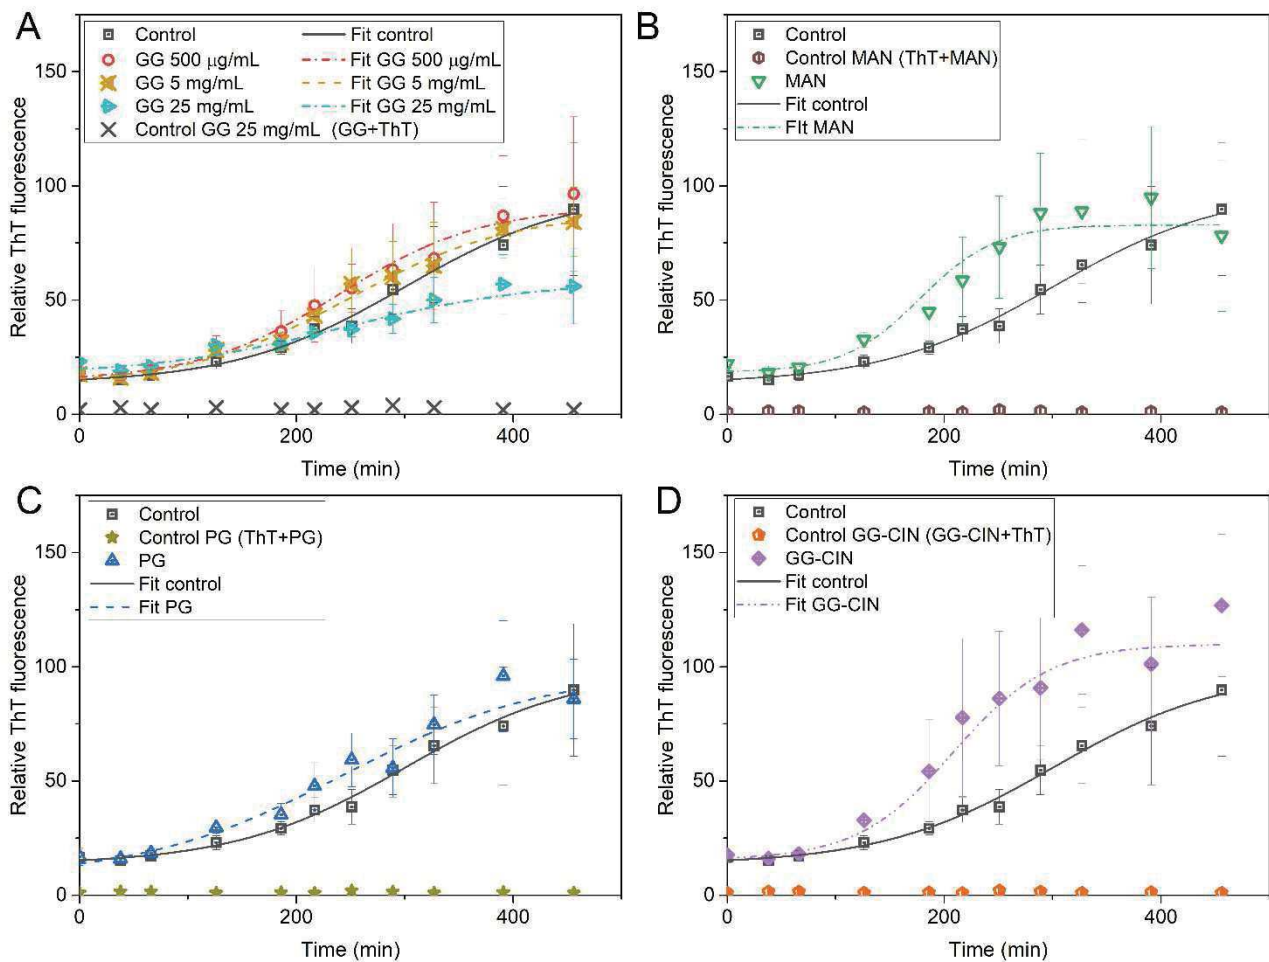 A
Control
Fit control
GG 500 µg/mL
Fit GG 500 µg/mL
GG 5 mg/mL
Fit GG 5 mg/mL
GG 25 mg/mL
Fit GG 25 mg/mL
Control GG 25 mg/mL (GG+ThT)
Relative ThT fluorescence
150
100
50
0
0
200
400
Time (min)
B
Control
Control MAN (ThT+MAN)
MAN
Fit control
FIt MAN
Relative ThT fluorescence
150
100
50
0
0
200
400
Time (min)
C
Control
Control PG (ThT+PG)
PG
Fit control
Fit PG
Relative ThT fluorescence
150
100
50
0
0
200
400
Time (min)
D
Control
Control GG-CIN (GG-CIN+ThT)
GG-CIN
Fit control
Fit GG-CIN
Relative ThT fluorescence
150
100
50
0
0
200
400
Time (min)